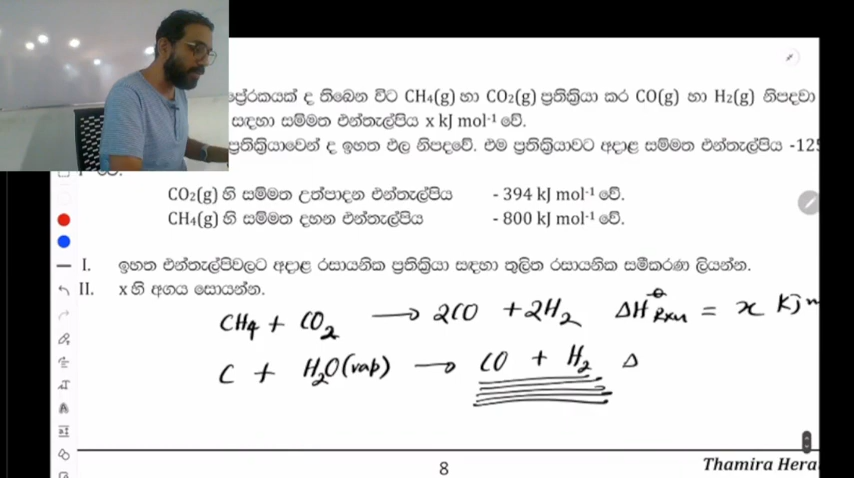 ප්‍රේරකයක් ද තිබෙන විට CH₄(g) හා CO₂(g) ප්‍රතික්‍රියා කර CO(g) හා H₂(g) නිපදවා
සඳහා සම්මත එන්තැල්පිය x kJ mol⁻¹ වේ.
ප්‍රතික්‍රියාවෙන් ද ඉහත ඵල නිපදවේ. එම ප්‍රතික්‍රියාවට අදාළ සම්මත එන්තැල්පිය -125
CO₂(g) හි සම්මත උත්පාදන එන්තැල්පිය - 394 kJ mol⁻¹ වේ.
CH₄(g) හි සම්මත දහන එන්තැල්පිය - 800 kJ mol⁻¹ වේ.
I. ඉහත එන්තැල්පිවලට අදාළ රසායනික ප්‍රතික්‍රියා සඳහා තුලිත රසායනික සමීකරණ ලියන්න.
II. x හි අගය සොයන්න.
CH₄ + CO₂ → 2CO + 2H₂ ΔH^θ Rxn = x KJ
C + H₂O(vap) → CO + H₂ Δ
8
Thamira Hera